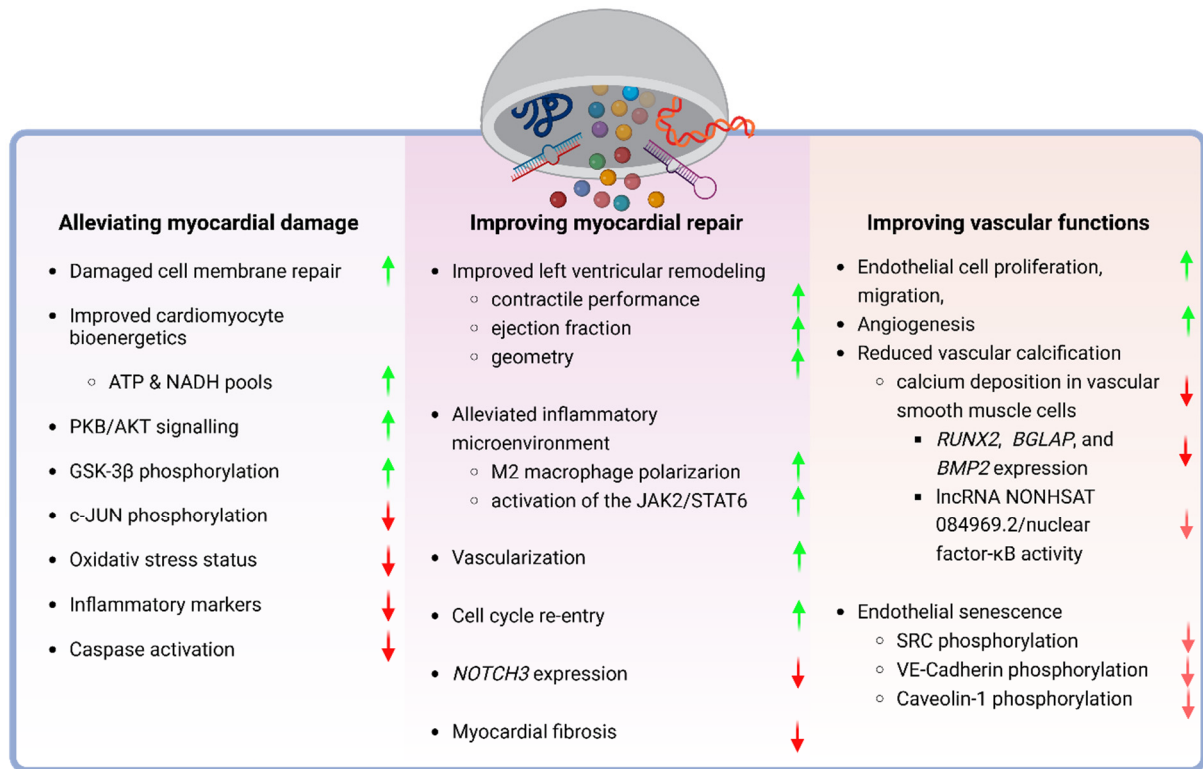 Alleviating myocardial damage
• Damaged cell membrane repair
• Improved cardiomyocyte
bioenergetics
○ ATP & NADH pools
• PKB/AKT signalling
• GSK-3β phosphorylation
• c-JUN phosphorylation
• Oxidativ stress status
• Inflammatory markers
• Caspase activation
Improving myocardial repair
• Improved left ventricular remodeling
○ contractile performance
○ ejection fraction
○ geometry
• Alleviated inflammatory
microenvironment
○ M2 macrophage polarizarion
○ activation of the JAK2/STAT6
• Vascularization
• Cell cycle re-entry
• NOTCH3 expression
• Myocardial fibrosis
Improving vascular functions
• Endothelial cell proliferation,
migration,
• Angiogenesis
• Reduced vascular calcification
○ calcium deposition in vascular
smooth muscle cells
▪ RUNX2, BGLAP, and
BMP2 expression
▪ lncRNA NONHSAT
084969.2/nuclear
factor-κB activity
• Endothelial senescence
○ SRC phosphorylation
○ VE-Cadherin phosphorylation
○ Caveolin-1 phosphorylation